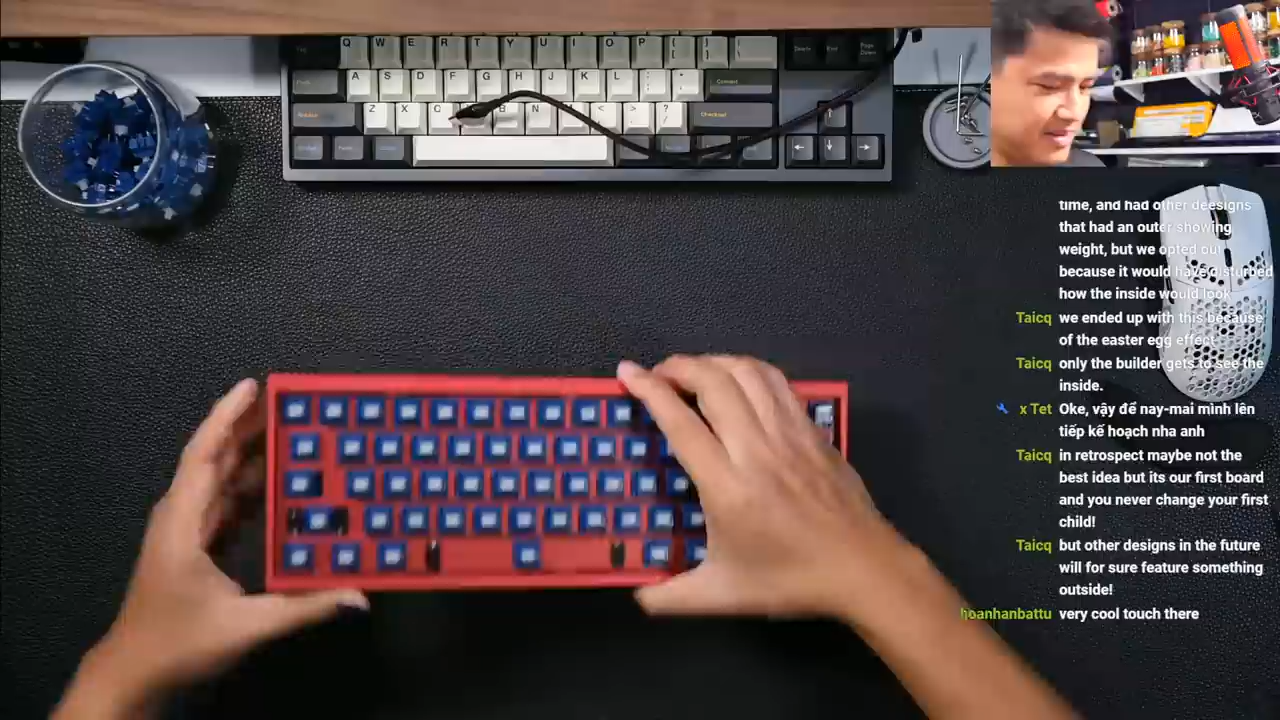 Q W E R T Y U I O P [ ]
Delete End Page Down
A S D F G H J K L
Z X C B N < > ?
time, and had other deesigns
that had an outer showing
weight, but we opted out
because it would have disturbed
how the inside would look
Taicq we ended up with this because
of the easter egg effect
Taicq only the builder gets to see the
inside.
x Tet Oke, vậy để nay-mai mình lên
tiếp kế hoạch nha anh
Taicq in retrospect maybe not the
best idea but its our first board
and you never change your first
child!
Taicq but other designs in the future
will for sure feature something
outside!
hoanhanbattu very cool touch there